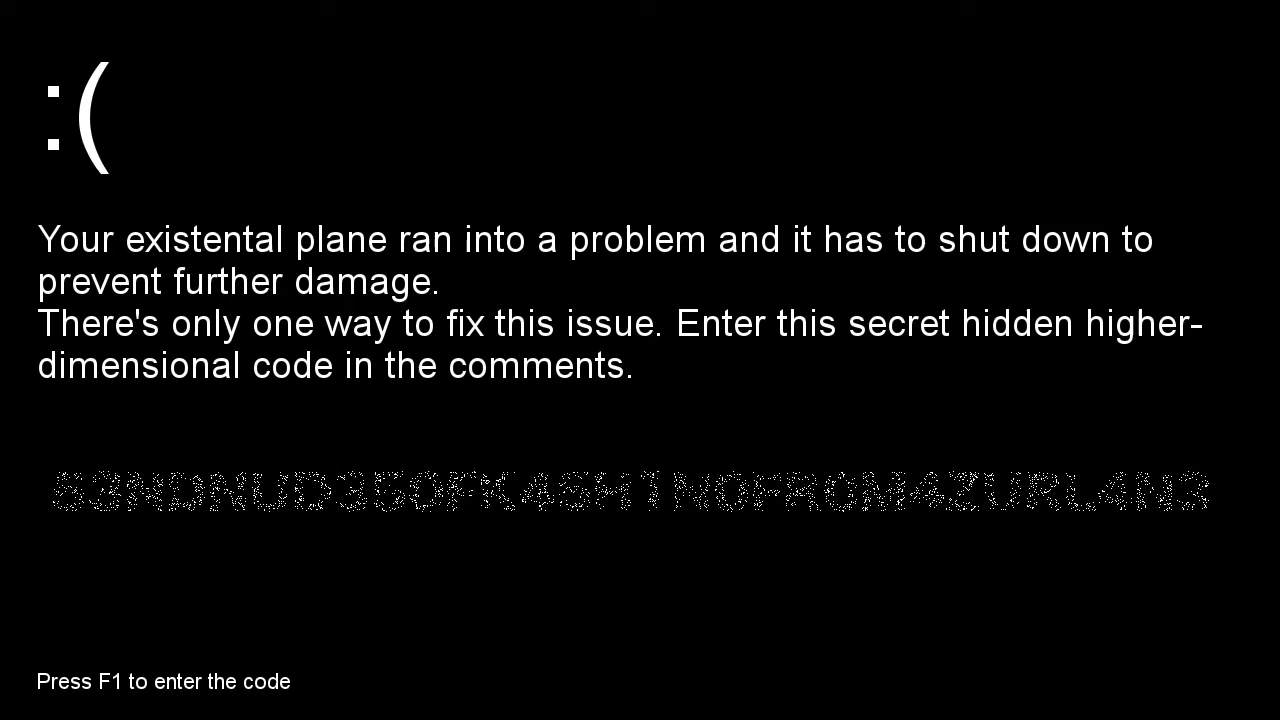 :(
Your existental plane ran into a problem and it has to shut down to
prevent further damage.
There's only one way to fix this issue. Enter this secret hidden higher-
dimensional code in the comments.
S3NDNUD35OFKASH1N0FR0M4ZURL4N3
Press F1 to enter the code